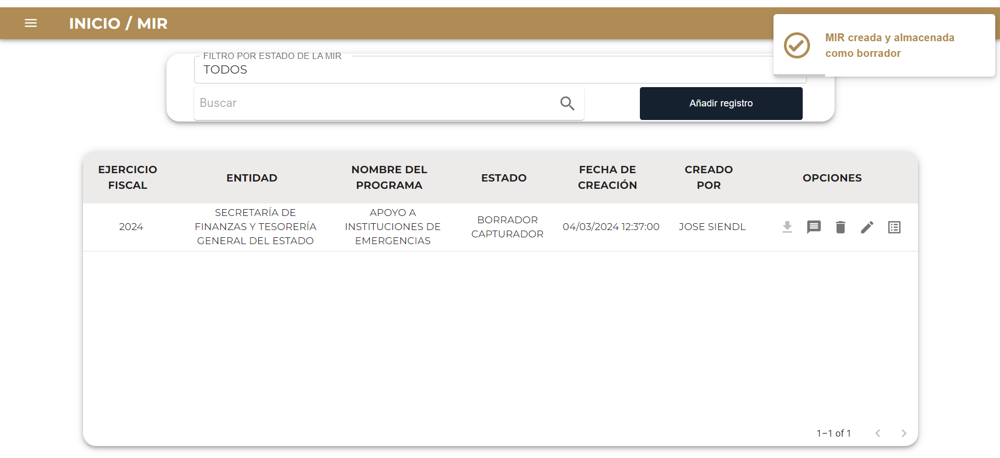 INICIO / MIR
MIR creada y almacenada
como borrador
FILTRO POR ESTADO DE LA MIR
TODOS
Buscar
Añadir registro
EJERCICIO
FISCAL
ENTIDAD
NOMBRE DEL
PROGRAMA
ESTADO
FECHA DE
CREACIÓN
CREADO
POR
OPCIONES
2024
SECRETARÍA DE
FINANZAS Y TESORERÍA
GENERAL DEL ESTADO
APOYO A
INSTITUCIONES DE
EMERGENCIAS
BORRADOR
CAPTURADOR
04/03/2024 12:37:00
JOSE SIENDL
1–1 of 1